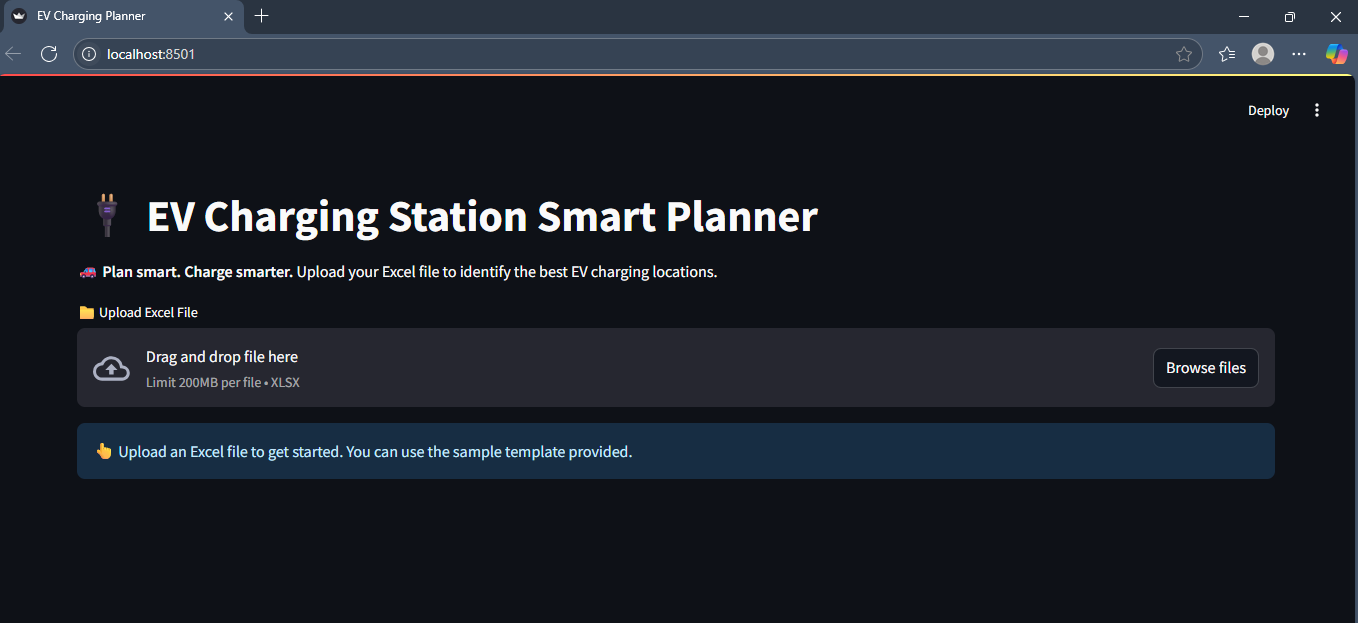 EV Charging Planner
localhost:8501
Deploy
EV Charging Station Smart Planner
Plan smart. Charge smarter. Upload your Excel file to identify the best EV charging locations.
Upload Excel File
Drag and drop file here
Limit 200MB per file • XLSX
Browse files
Upload an Excel file to get started. You can use the sample template provided.